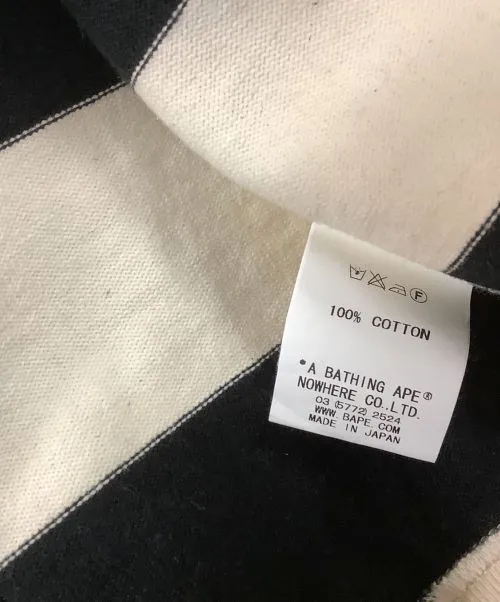 F
100% COTTON
*A BATHING APE®
NOWHERE CO.,LTD.
03 (5772) 2524
WWW.BAPE.COM
MADE IN JAPAN